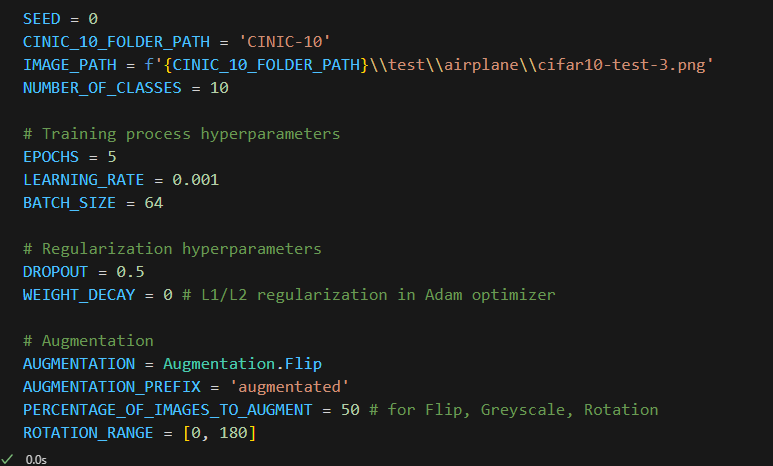 SEED = 0
CINIC_10_FOLDER_PATH = 'CINIC-10'
IMAGE_PATH = f'{CINIC_10_FOLDER_PATH}\\test\\airplane\\cifar10-test-3.png'
NUMBER_OF_CLASSES = 10
# Training process hyperparameters
EPOCHS = 5
LEARNING_RATE = 0.001
BATCH_SIZE = 64
# Regularization hyperparameters
DROPOUT = 0.5
WEIGHT_DECAY = 0 # L1/L2 regularization in Adam optimizer
# Augmentation
AUGMENTATION = Augmentation.Flip
AUGMENTATION_PREFIX = 'augmentated'
PERCENTAGE_OF_IMAGES_TO_AUGMENT = 50 # for Flip, Greyscale, Rotation
ROTATION_RANGE = [0, 180]
0.0s